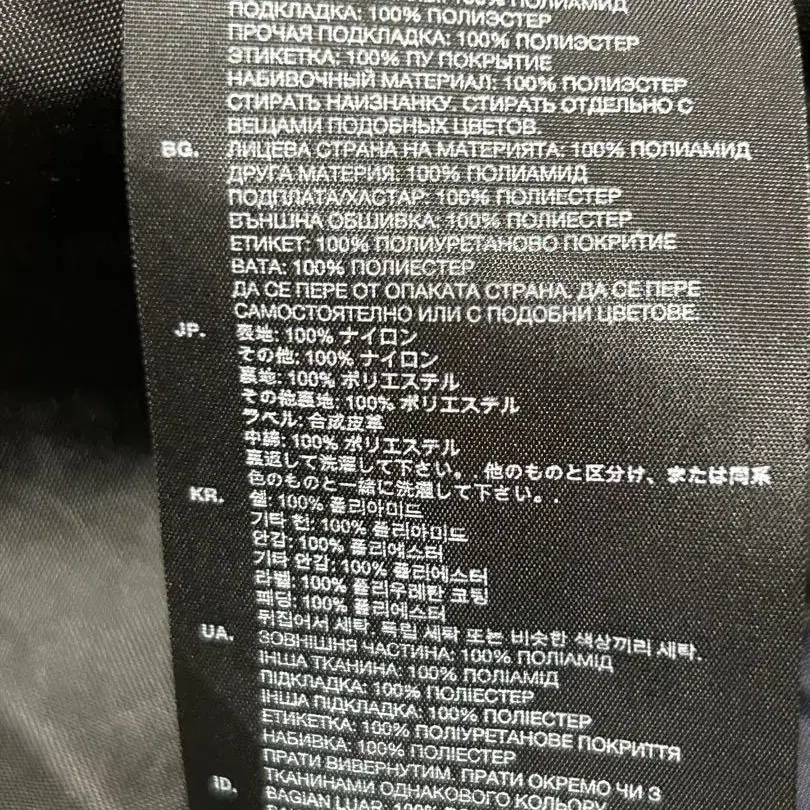 100% ПОЛИАМИД
ПОДКЛАДКА: 100% ПОЛИЭСТЕР
ПРОЧАЯ ПОДКЛАДКА: 100% ПОЛИЭСТЕР
ЭТИКЕТКА: 100% ПУ ПОКРЫТИЕ
НАБИВОЧНЫЙ МАТЕРИАЛ: 100% ПОЛИЭСТЕР
СТИРАТЬ НАИЗНАНКУ. СТИРАТЬ ОТДЕЛЬНО С
ВЕЩАМИ ПОДОБНЫХ ЦВЕТОВ.
BG. ЛИЦЕВА СТРАНА НА МАТЕРИЯТА: 100% ПОЛИАМИД
ДРУГА МАТЕРИЯ: 100% ПОЛИАМИД
ПОДПЛАТА/ХАСТАР: 100% ПОЛИЕСТЕР
ВЪНШНА ОБШИВКА: 100% ПОЛИЕСТЕР
ЕТИКЕТ: 100% ПОЛИУРЕТАНОВО ПОКРИТИЕ
ВАТА: 100% ПОЛИЕСТЕР
ДА СЕ ПЕРЕ ОТ ОПАКАТА СТРАНА. ДА СЕ ПЕРЕ
САМОСТОЯТЕЛНО ИЛИ С ПОДОБНИ ЦВЕТОВЕ.
JP. 表地: 100% ナイロン
その他: 100% ナイロン
裏地: 100% ポリエステル
その他裏地: 100% ポリエステル
ラベル: 合成皮革
中綿: 100% ポリエステル
裏返して洗濯して下さい。. 他のものと区分け、または同系
色のものと一緒に洗濯して下さい。.
KR. 쉘: 100% 폴리아미드
기타 천: 100% 폴리아미드
안감: 100% 폴리에스터
기타 안감: 100% 폴리에스터
라벨: 100% 폴리우레탄 코팅
패딩: 100% 폴리에스터
뒤집어서 세탁. 독립 세탁 또는 비슷한 색상끼리 세탁.
UA. ЗОВНІШНЯ ЧАСТИНА: 100% ПОЛІАМІД
ІНША ТКАНИНА: 100% ПОЛІАМІД
ПІДКЛАДКА: 100% ПОЛІЕСТЕР
ІНША ПІДКЛАДКА: 100% ПОЛІЕСТЕР
ЕТИКЕТКА: 100% ПОЛІУРЕТАНОВЕ ПОКРИТТЯ
НАБИВКА: 100% ПОЛІЕСТЕР
ПРАТИ ВИВЕРНУТИМ. ПРАТИ ОКРЕМО ЧИ З
ТКАНИНАМИ ОДНАКОВОГО КОЛЬОРУ
ID. BAGIAN LUAR: 100%